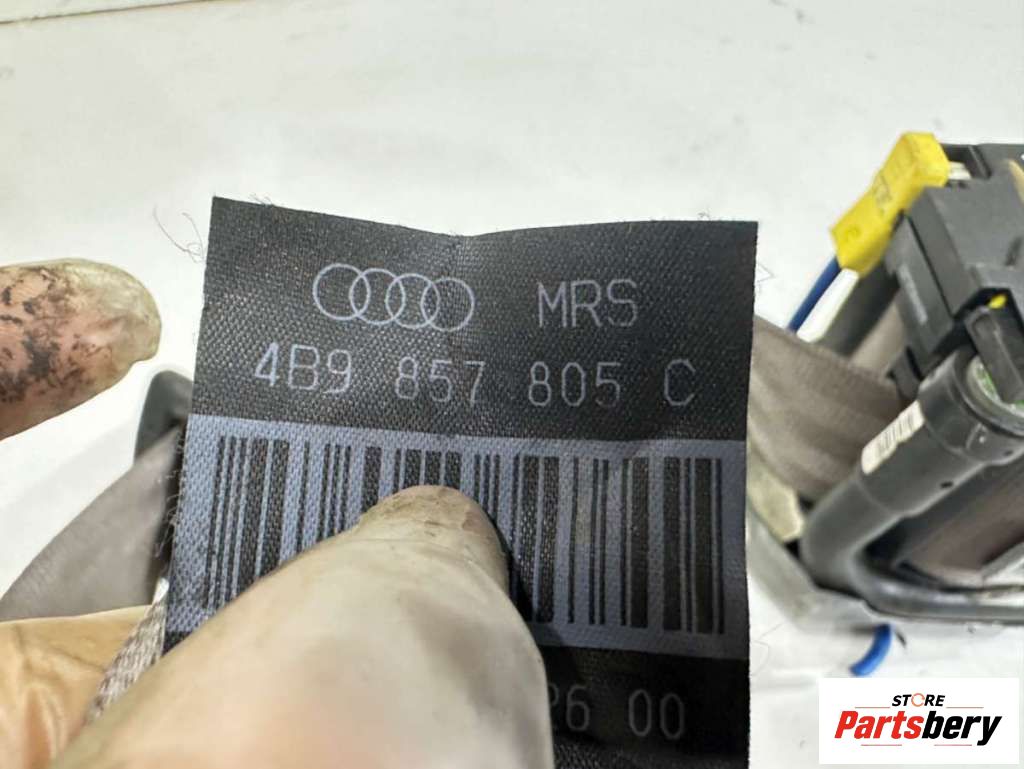 MRS
4B9 857 805 C
26 00
STORE
Partsbery